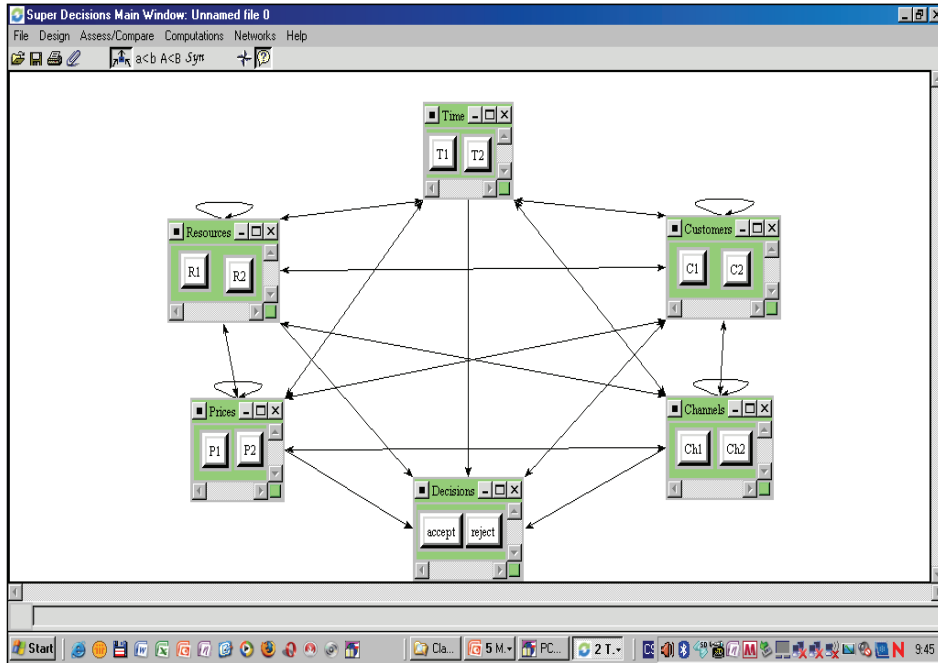 Super Decisions Main Window: Unnamed file 0
File Design Assess/Compare Computations Networks Help
a<b A<B Syn
Time
T1 T2
Resources
R1 R2
Customers
C1 C2
Prices
P1 P2
Channels
Ch1 Ch2
Decisions
accept reject
Start Cla... 5 M. PC... 2 T. CS 9:45